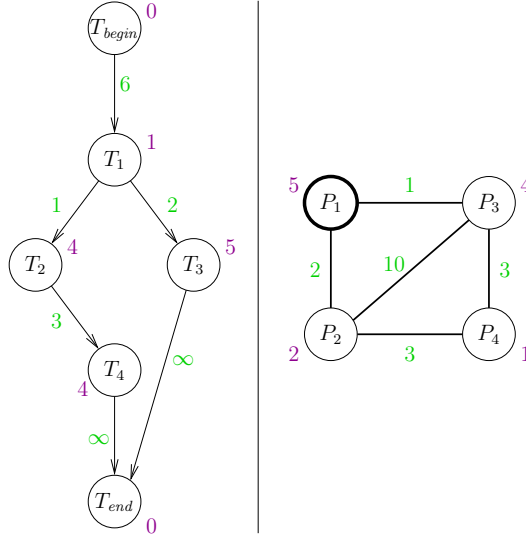 T_begin 0
6
T_1 1
1 2
T_2 4 T_3 5
3
T_4 4
∞
∞
T_end 0
5 P_1 1 P_3 4
2 10 3
2 P_2 3 P_4 1